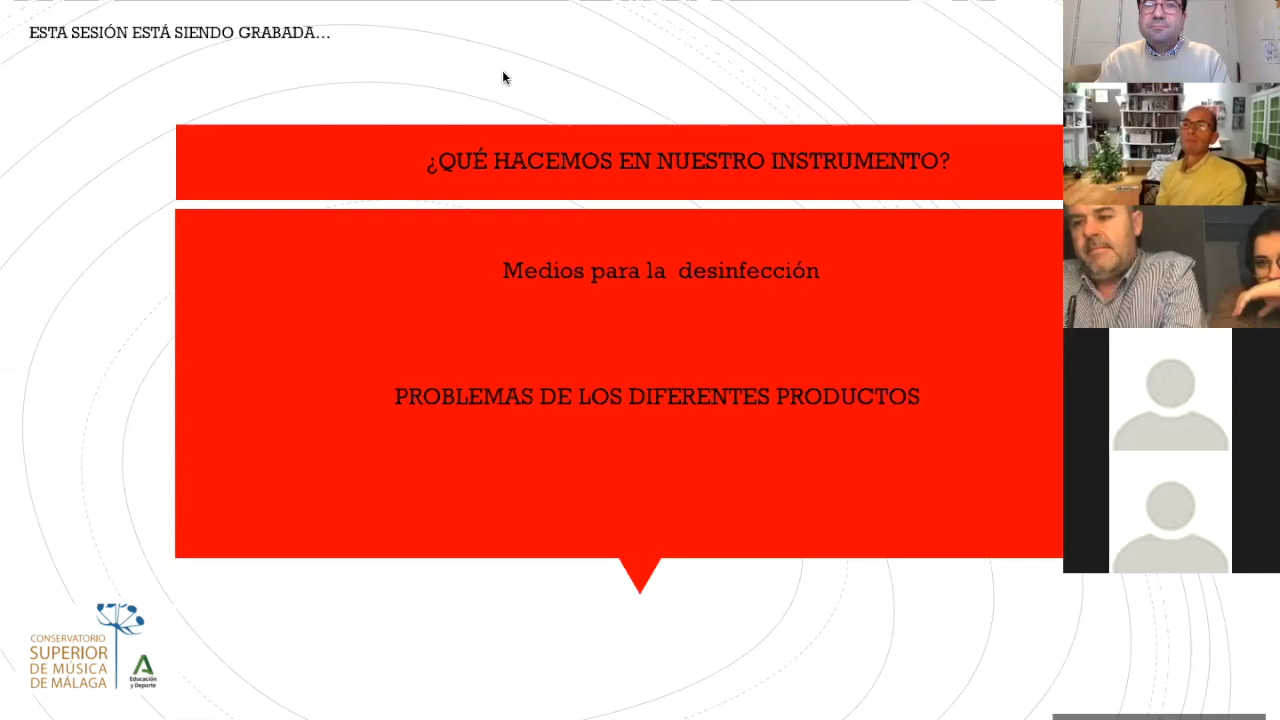 ESTA SESIÓN ESTÁ SIENDO GRABADA...
¿QUÉ HACEMOS EN NUESTRO INSTRUMENTO?
Medios para la desinfección
PROBLEMAS DE LOS DIFERENTES PRODUCTOS
CONSERVATORIO
SUPERIOR
DE MÚSICA
DE MÁLAGA
Educación
y Deporte